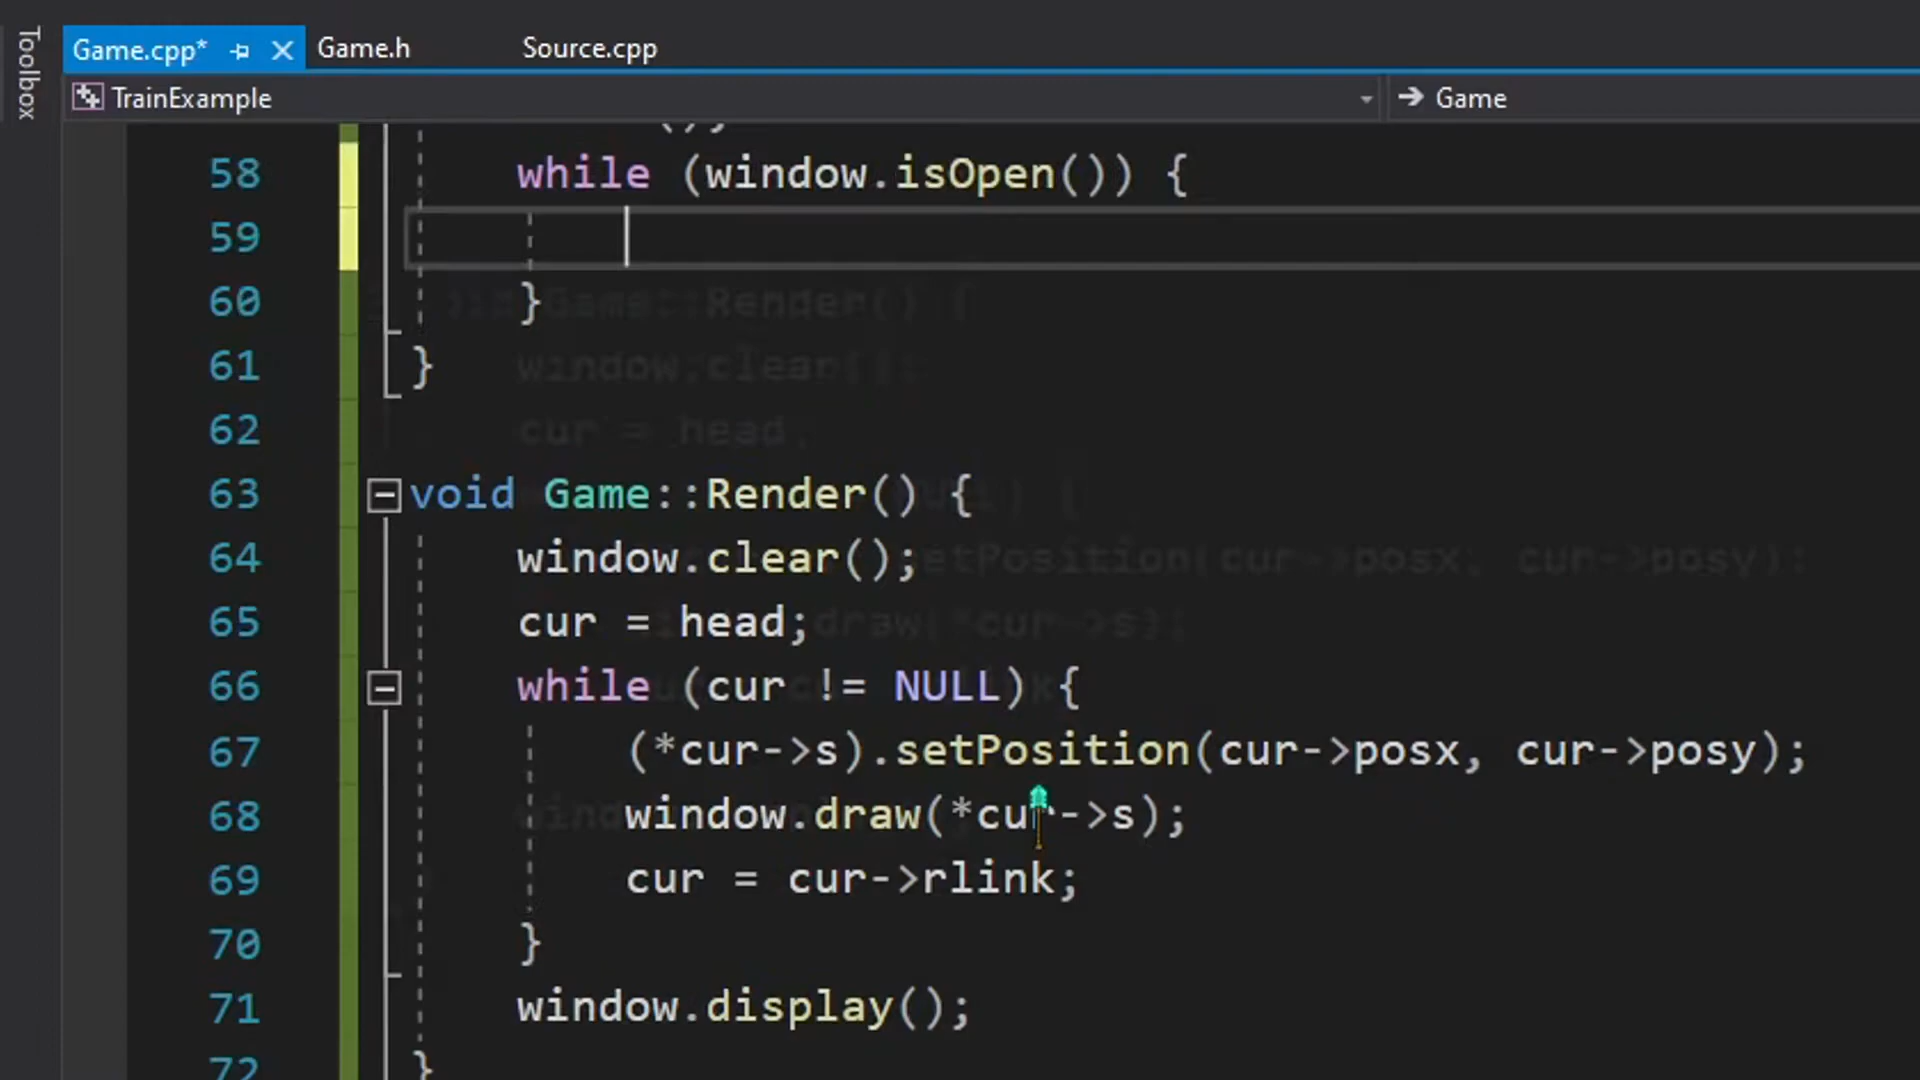 Toolbox
Game.cpp* Game.h Source.cpp
TrainExample Game
58 while (window.isOpen()) {
59
60 }
61 }
62
63 void Game::Render() {
64 window.clear();
65 cur = head;
66 while (cur != NULL) {
67 (*cur->s).setPosition(cur->posx, cur->posy);
68 window.draw(*cur->s);
69 cur = cur->rlink;
70 }
71 window.display();
72 }